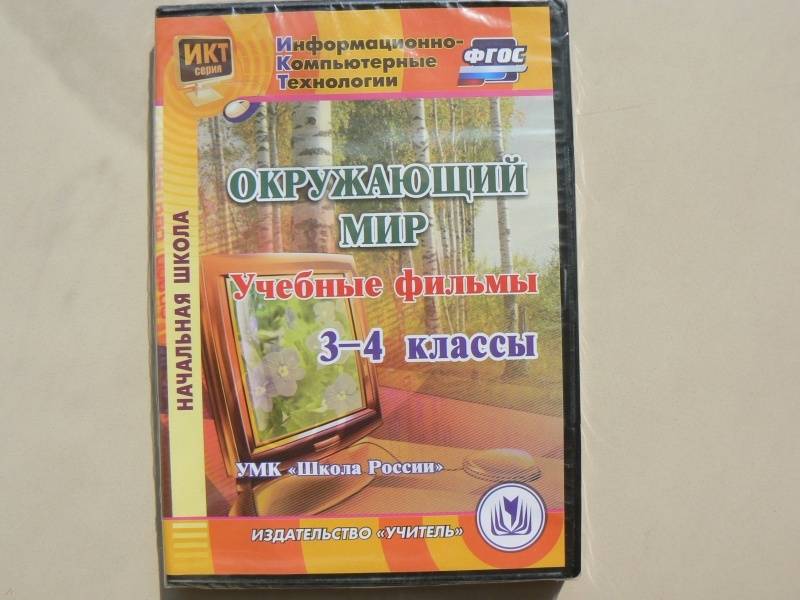 ИКТ
серия
Информационно-
Компьютерные
Технологии
ФГОС
ОКРУЖАЮЩИЙ
МИР
Учебные фильмы
3–4 классы
НАЧАЛЬНАЯ ШКОЛА
УМК «Школа России»
ИЗДАТЕЛЬСТВО «УЧИТЕЛЬ»